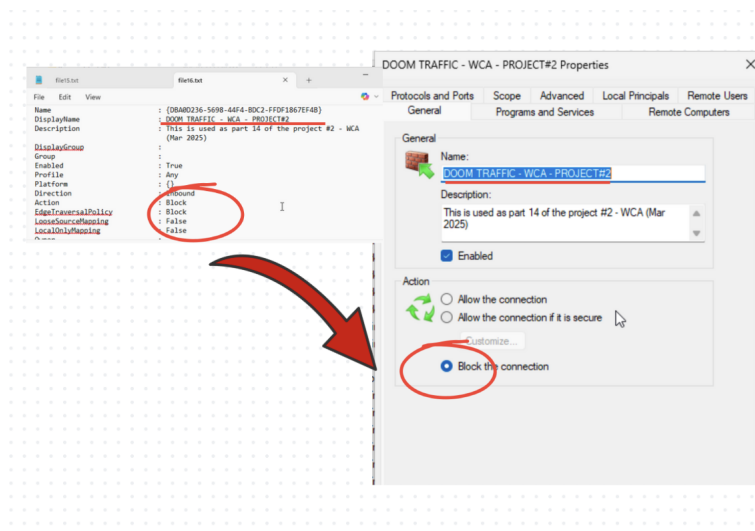 file15.txt
file16.txt
File Edit View
Name : {DBA0D236-5698-44F4-BDC2-FFDF1867EF4B}
DisplayName : DOOM TRAFFIC - WCA - PROJECT#2
Description : This is used as part 14 of the project #2 - WCA
(Mar 2025)
DisplayGroup :
Group :
Enabled : True
Profile : Any
Platform : {}
Direction : Inbound
Action : Block
EdgeTraversalPolicy : Block
LooseSourceMapping : False
LocalOnlyMapping : False
Owner :
DOOM TRAFFIC - WCA - PROJECT#2 Properties
Protocols and Ports Scope Advanced Local Principals Remote Users
General Programs and Services Remote Computers
General
Name:
DOOM TRAFFIC - WCA - PROJECT#2
Description:
This is used as part 14 of the project #2 - WCA (Mar
2025)
Enabled
Action
Allow the connection
Allow the connection if it is secure
Customize...
Block the connection